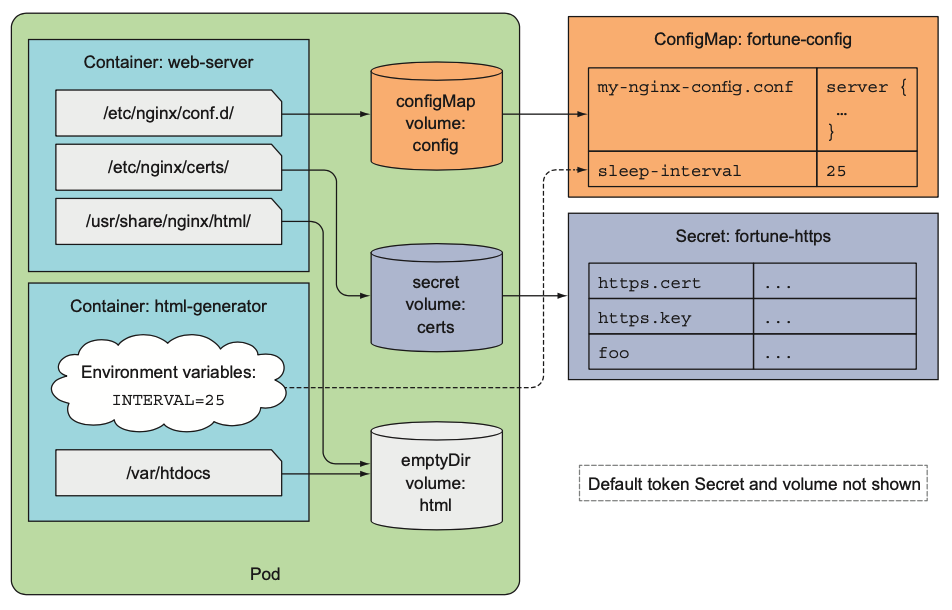 Container: web-server
/etc/nginx/conf.d/
/etc/nginx/certs/
/usr/share/nginx/html/
Container: html-generator
Environment variables:
INTERVAL=25
/var/htdocs
configMap
volume:
config
secret
volume:
certs
emptyDir
volume:
html
Pod
ConfigMap: fortune-config
my-nginx-config.conf
server {
…
}
sleep-interval
25
Secret: fortune-https
https.cert
...
https.key
...
foo
...
Default token Secret and volume not shown